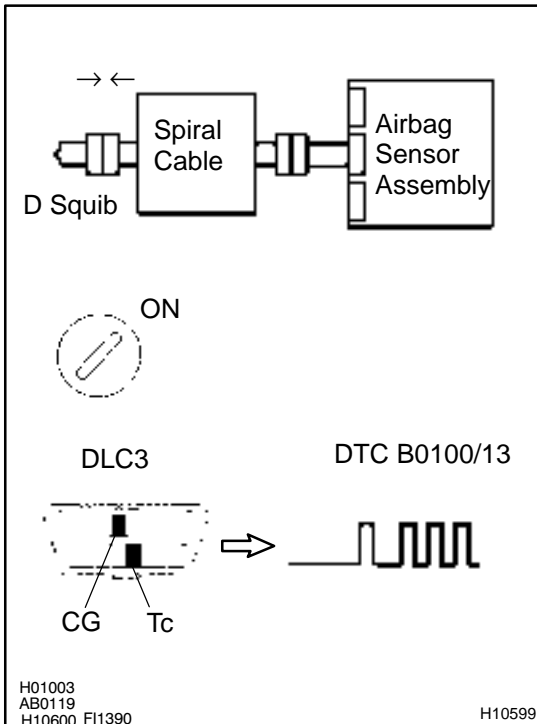 Spiral
Cable
Airbag
Sensor
Assembly
D Squib
ON
DLC3
DTC B0100/13
CG
Tc
H01003
AB0119
H10600 FI1390
H10599